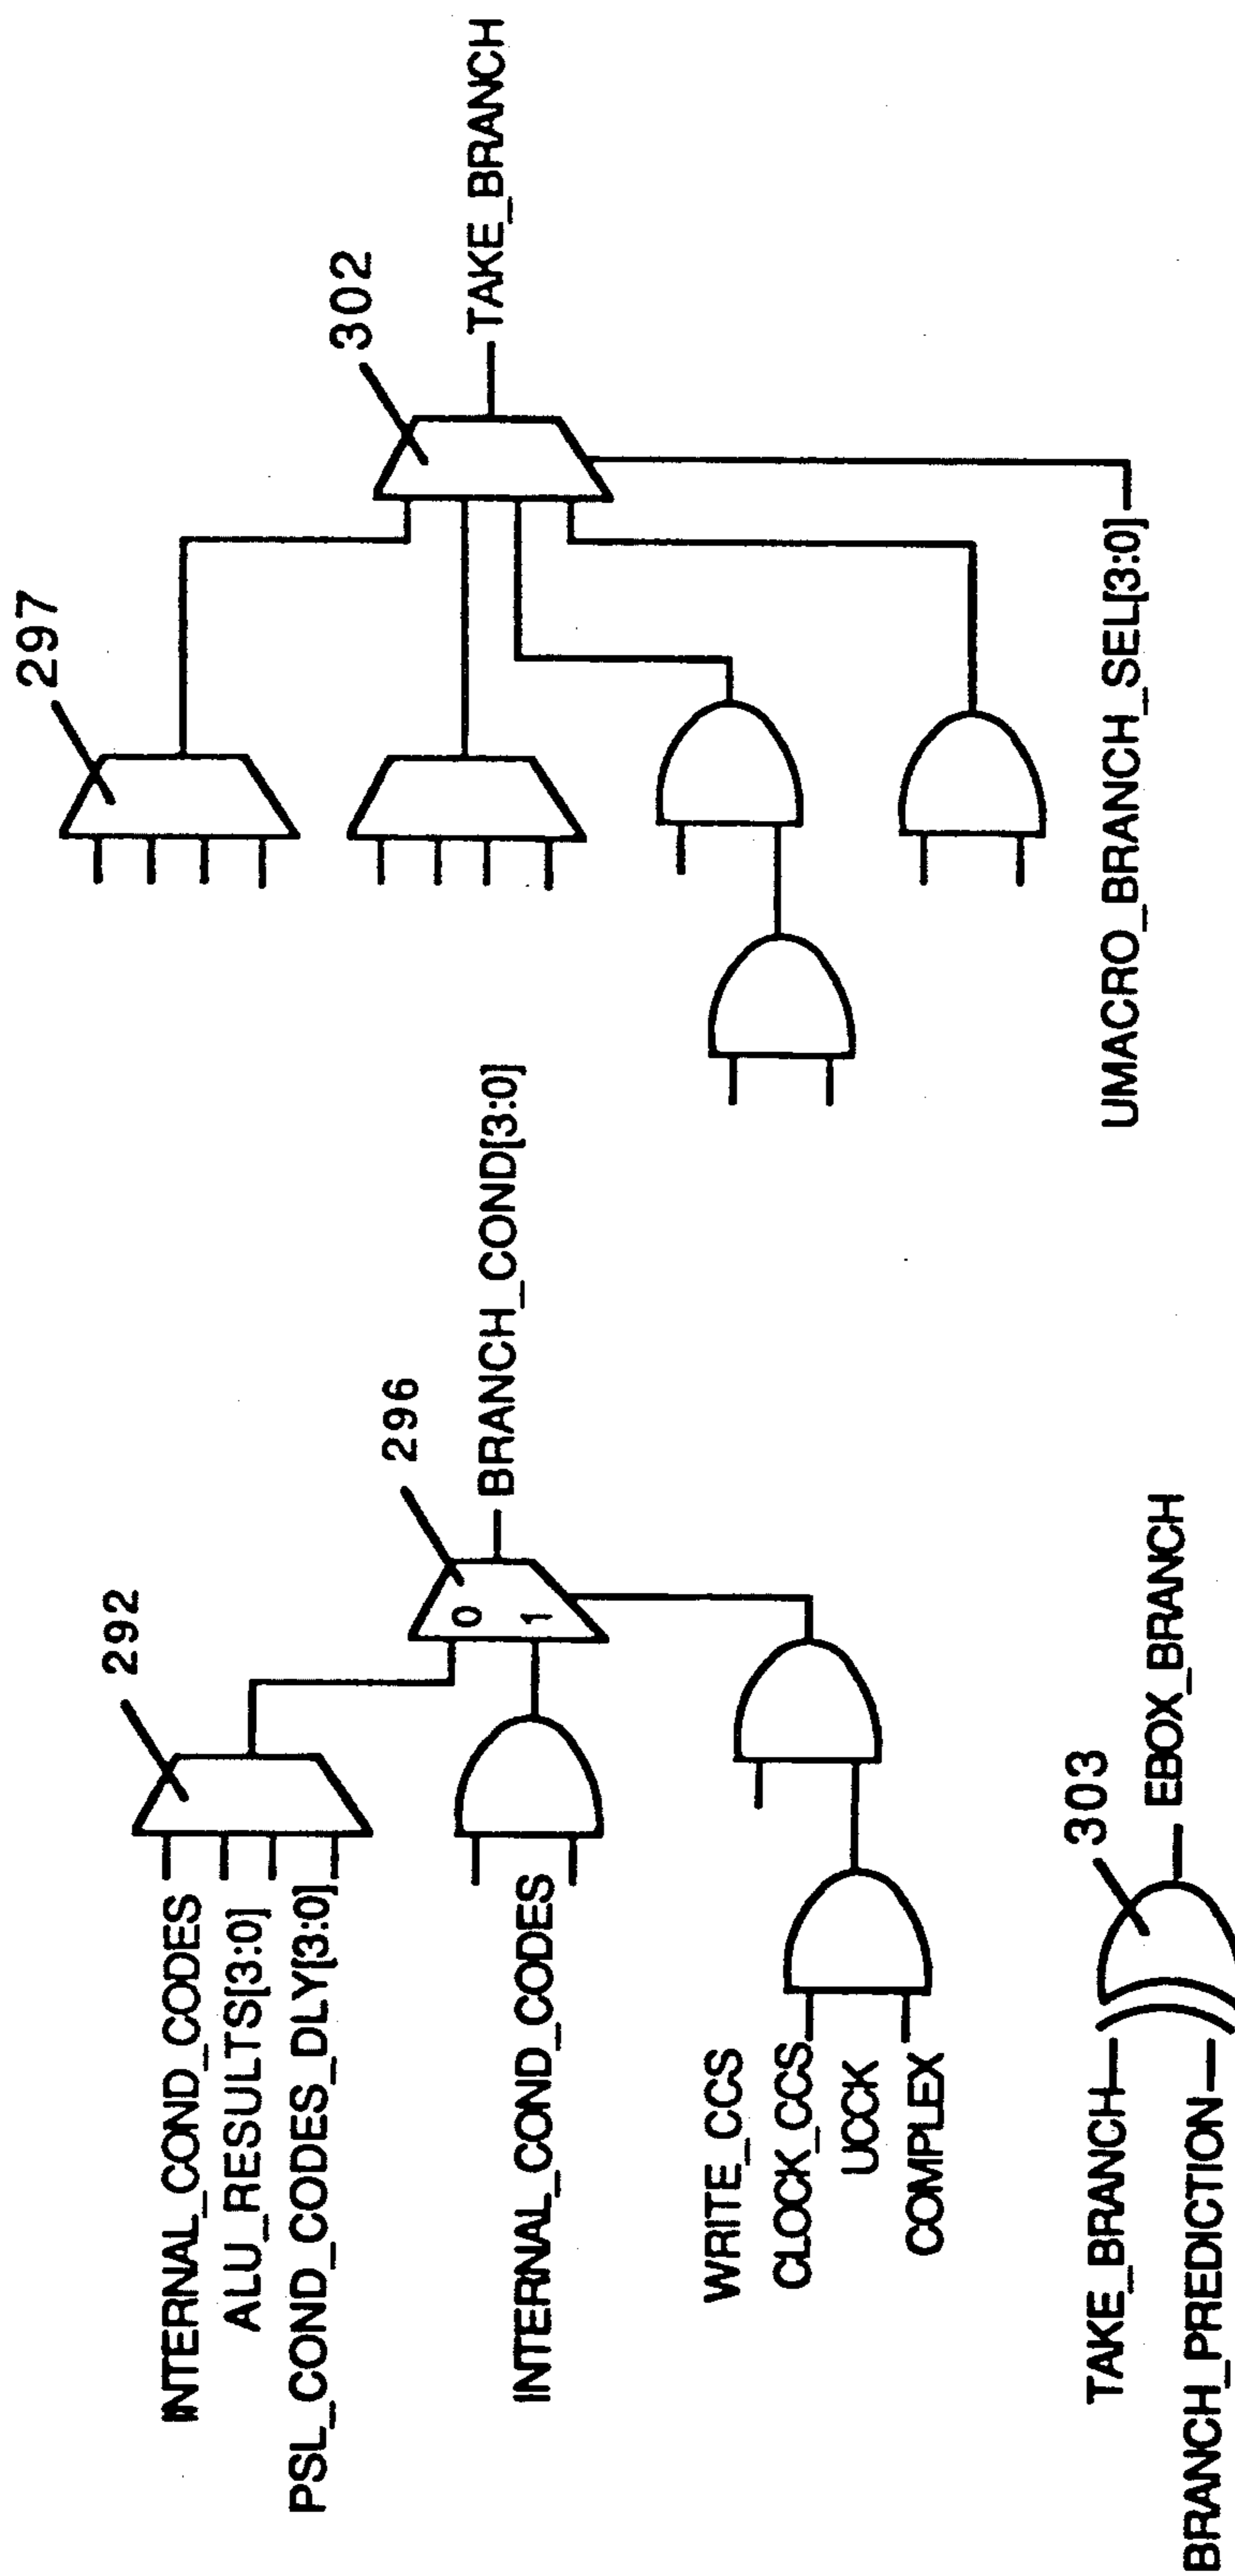 292
INTERNAL_COND_CODES
ALU_RESULTS[3:0]
PSL_COND_CODES_DLY[3:0]
296
0
1
BRANCH_COND[3:0]
INTERNAL_COND_CODES
WRITE_CCS
CLOCK_CCS
UCCK
COMPLEX
303
TAKE_BRANCH
BRANCH_PREDICTION
EBOX_BRANCH
297
302
TAKE_BRANCH
UMACRO_BRANCH_SEL[3:0]